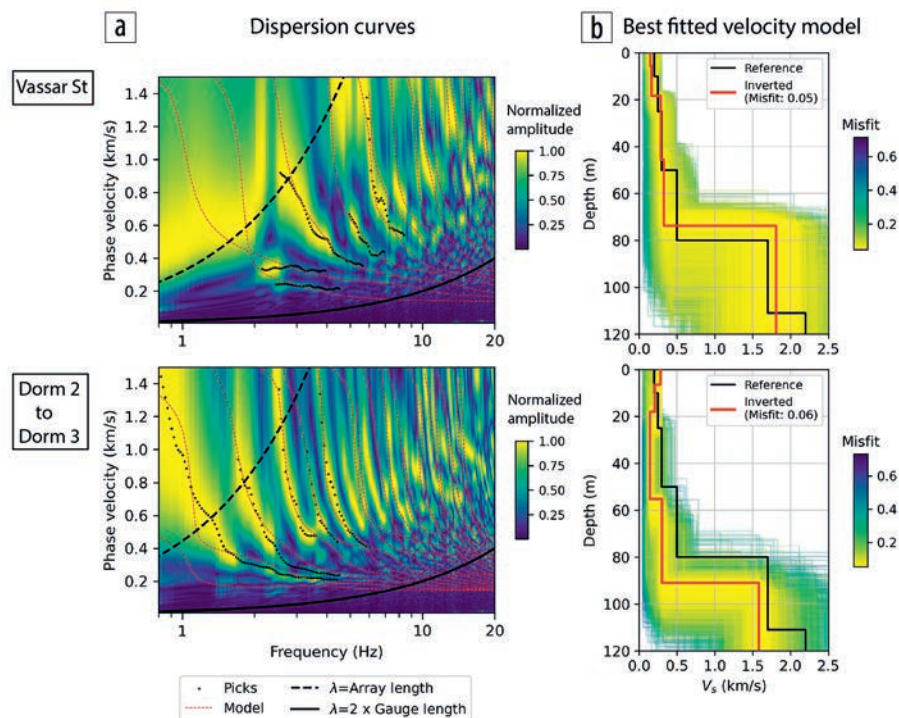 a
Dispersion curves
b
Best fitted velocity model
Vassar St
1.4
1.2
1.0
0.8
0.6
0.4
0.2
Phase velocity (km/s)
1
10
20
Normalized
amplitude
1.00
0.75
0.50
0.25
0
20
40
60
80
100
120
Depth (m)
0.0
0.5
1.0
1.5
2.0
2.5
Reference
Inverted
(Misfit: 0.05)
Misfit
0.6
0.4
0.2
Dorm 2
to
Dorm 3
1.4
1.2
1.0
0.8
0.6
0.4
0.2
Phase velocity (km/s)
1
10
20
Frequency (Hz)
Normalized
amplitude
1.00
0.75
0.50
0.25
0
20
40
60
80
100
120
Depth (m)
0.0
0.5
1.0
1.5
2.0
2.5
Vs (km/s)
Reference
Inverted
(Misfit: 0.06)
Misfit
0.6
0.4
0.2
Picks
Model
λ=Array length
λ=2 x Gauge length